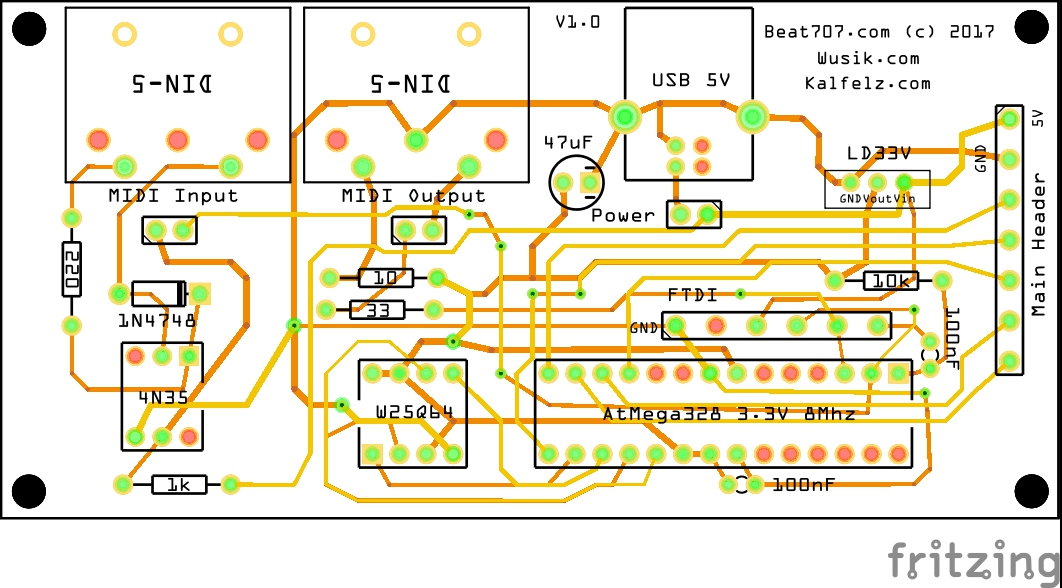 V1.0
Beat707.com (c) 2017
Wusik.com
Kalfelz.com
DIN-5
DIN-5
USB 5V
5V
47uF
LD33V
GND
GNDVoutVin
MIDI Input
MIDI Output
Power
Main Header
220
10
10k
33
FTDI
1N4748
GND
100nF
4N35
W25Q64
AtMega328 3.3V 8Mhz
1k
100nF
fritzing